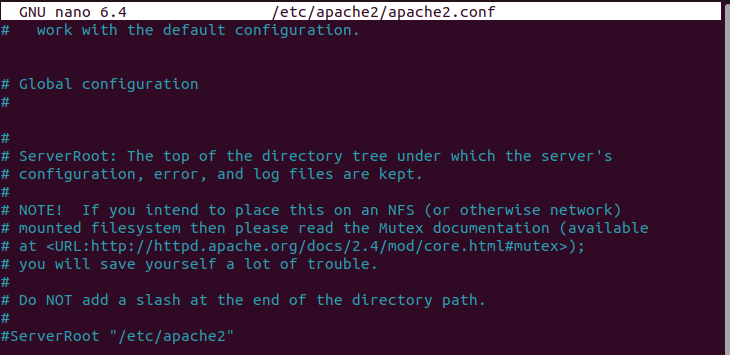 GNU nano 6.4 /etc/apache2/apache2.conf
#   work with the default configuration.
# Global configuration
#
#
# ServerRoot: The top of the directory tree under which the server's
# configuration, error, and log files are kept.
#
# NOTE!  If you intend to place this on an NFS (or otherwise network)
# mounted filesystem then please read the Mutex documentation (available
# at <URL:http://httpd.apache.org/docs/2.4/mod/core.html#mutex>);
# you will save yourself a lot of trouble.
#
# Do NOT add a slash at the end of the directory path.
#
#ServerRoot "/etc/apache2"